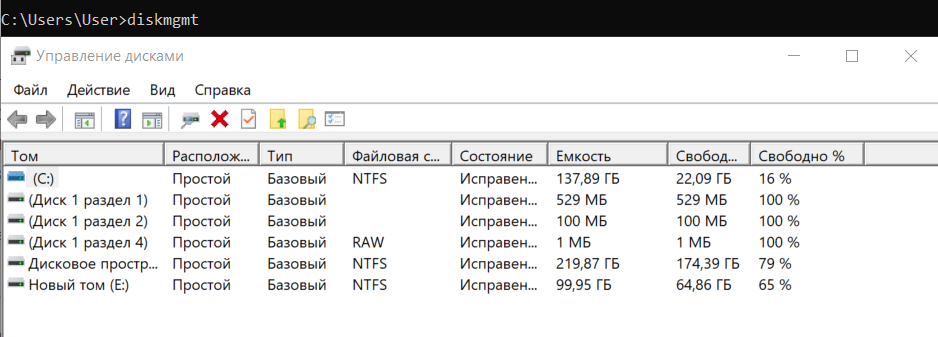 C:\Users\User>diskmgmt
Управление дисками
Файл Действие Вид Справка
Том Располож... Тип Файловая с... Состояние Емкость Свобод... Свободно %
(C:) Простой Базовый NTFS Исправен... 137,89 ГБ 22,09 ГБ 16 %
(Диск 1 раздел 1) Простой Базовый Исправен... 529 МБ 529 МБ 100 %
(Диск 1 раздел 2) Простой Базовый Исправен... 100 МБ 100 МБ 100 %
(Диск 1 раздел 4) Простой Базовый RAW Исправен... 1 МБ 1 МБ 100 %
Дисковое простр... Простой Базовый NTFS Исправен... 219,87 ГБ 174,39 ГБ 79 %
Новый том (E:) Простой Базовый NTFS Исправен... 99,95 ГБ 64,86 ГБ 65 %